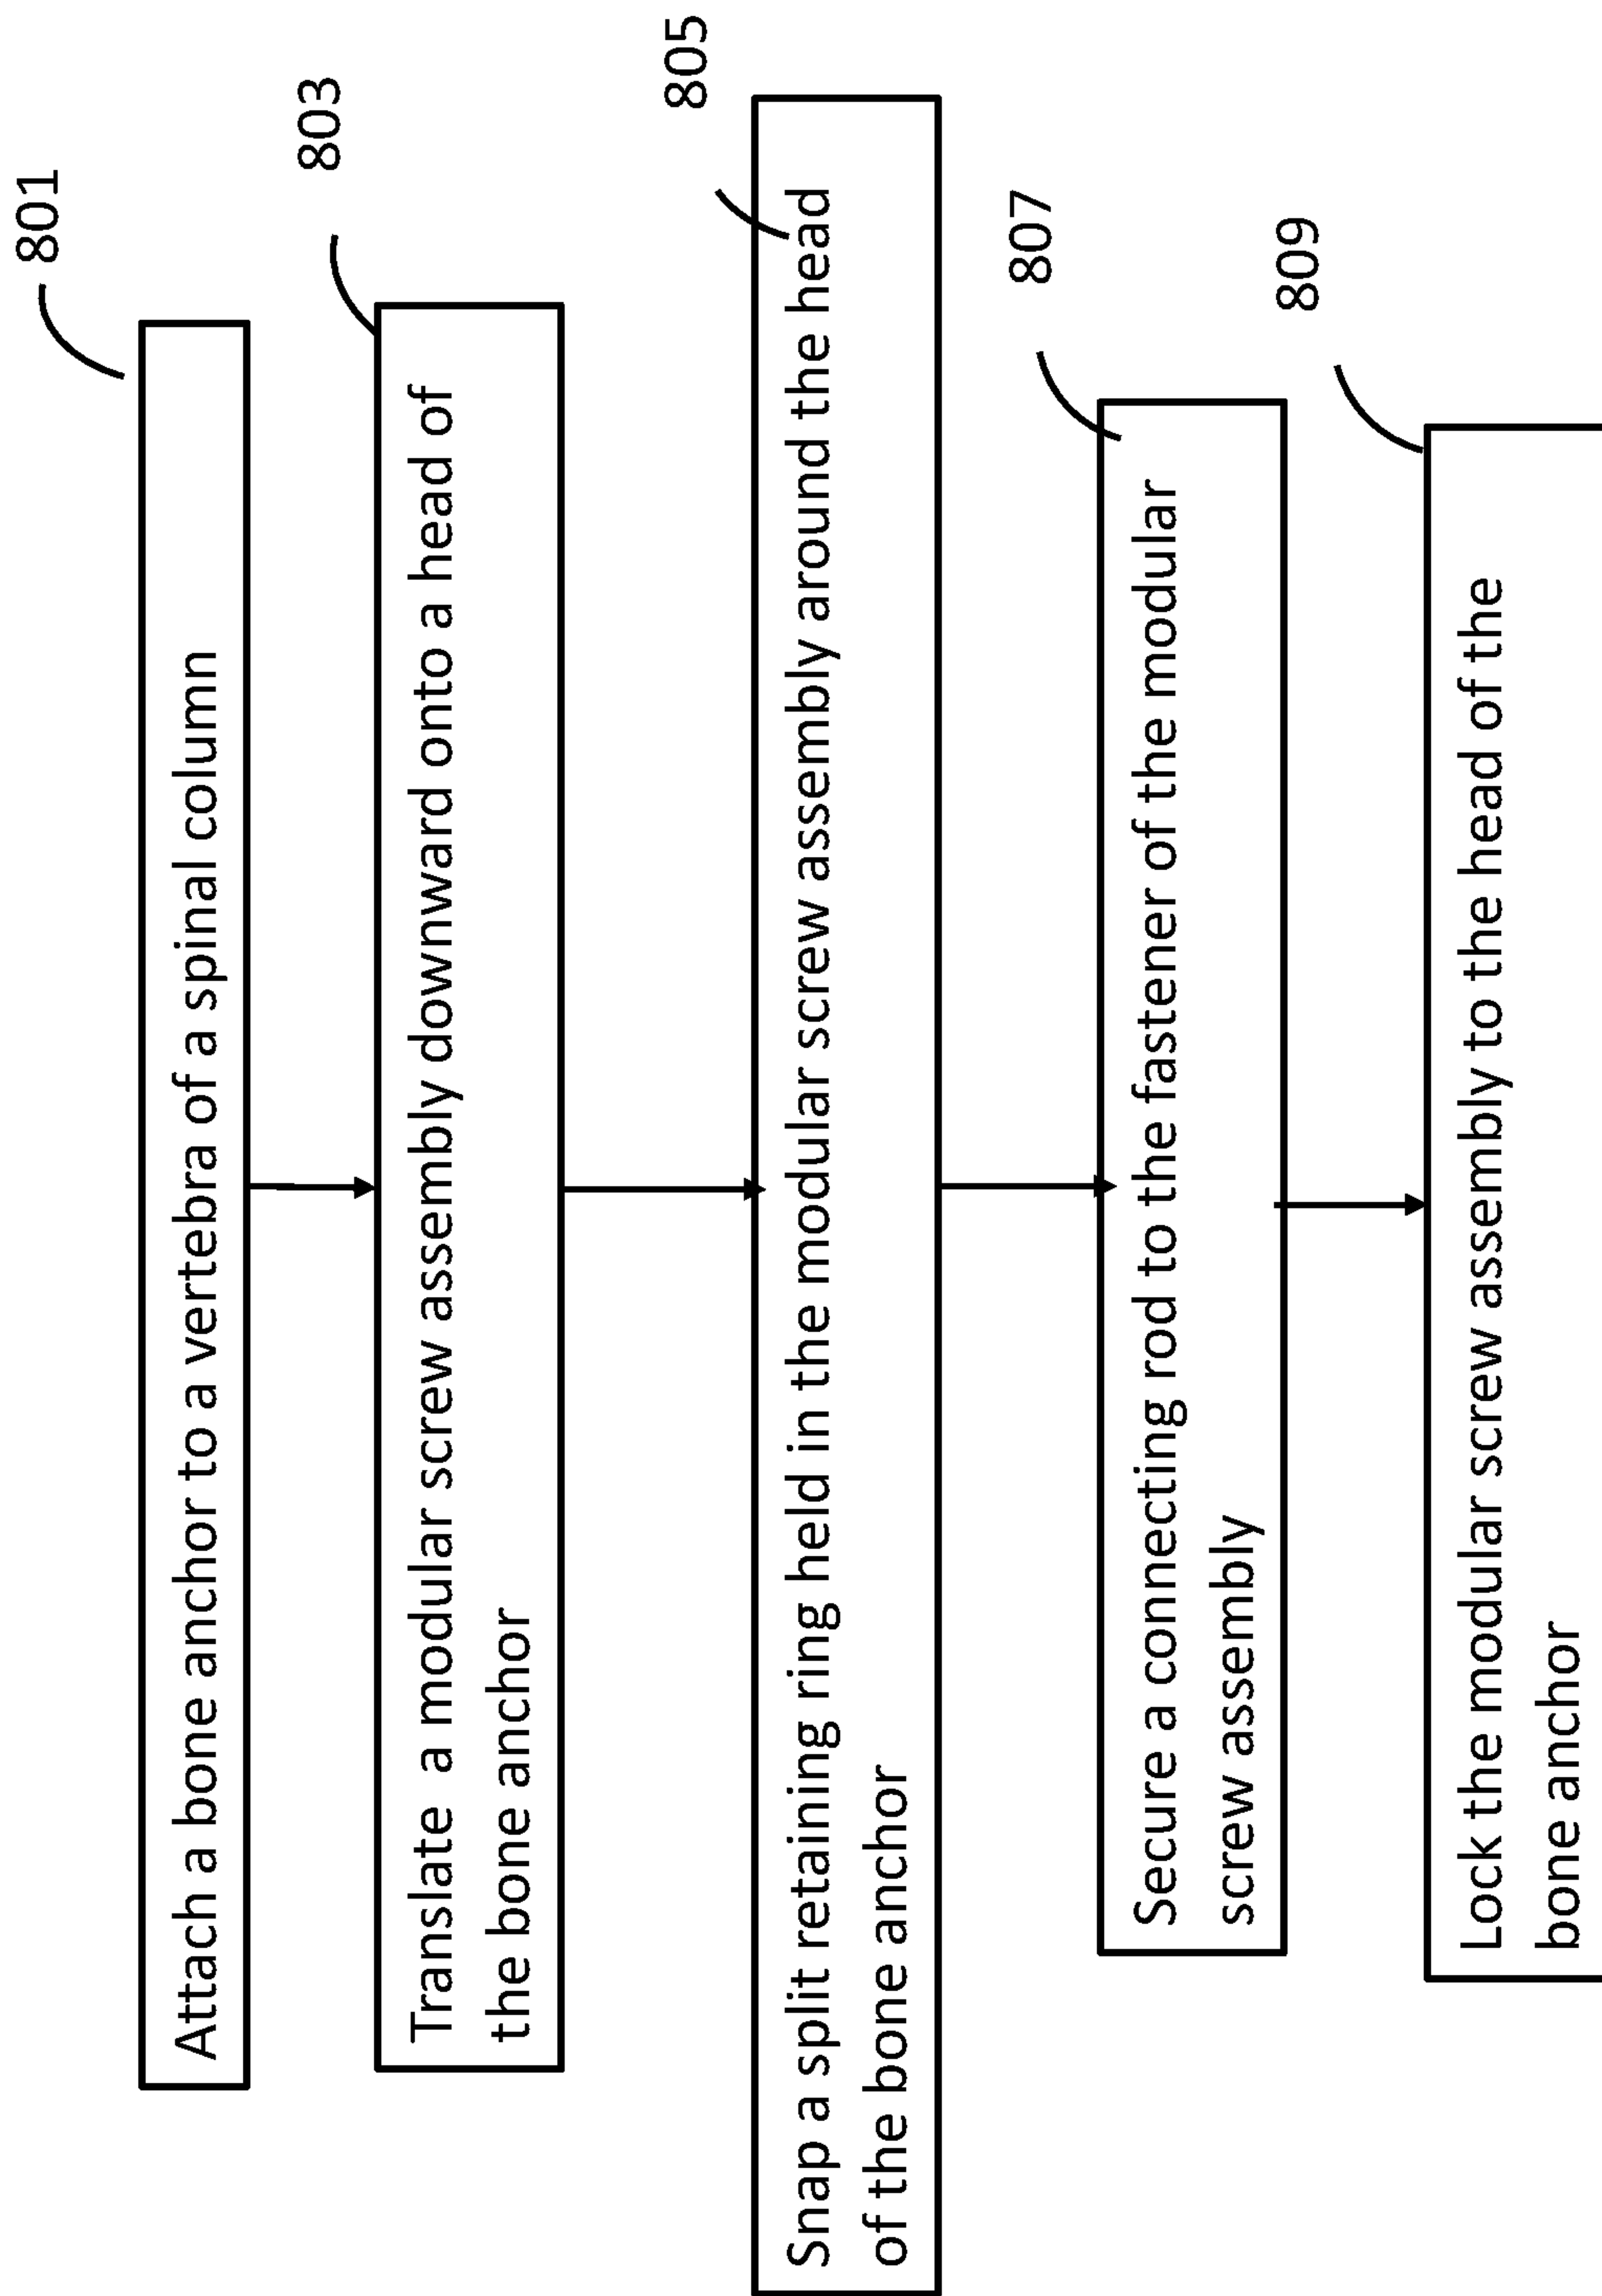 801
Attach a bone anchor to a vertebra of a spinal column
803
Translate a modular screw assembly downward onto a head of
the bone anchor
805
Snap a split retaining ring held in the modular screw assembly around the head
of the bone anchor
807
Secure a connecting rod to the fastener of the modular
screw assembly
809
Lock the modular screw assembly to the head of the
bone anchor